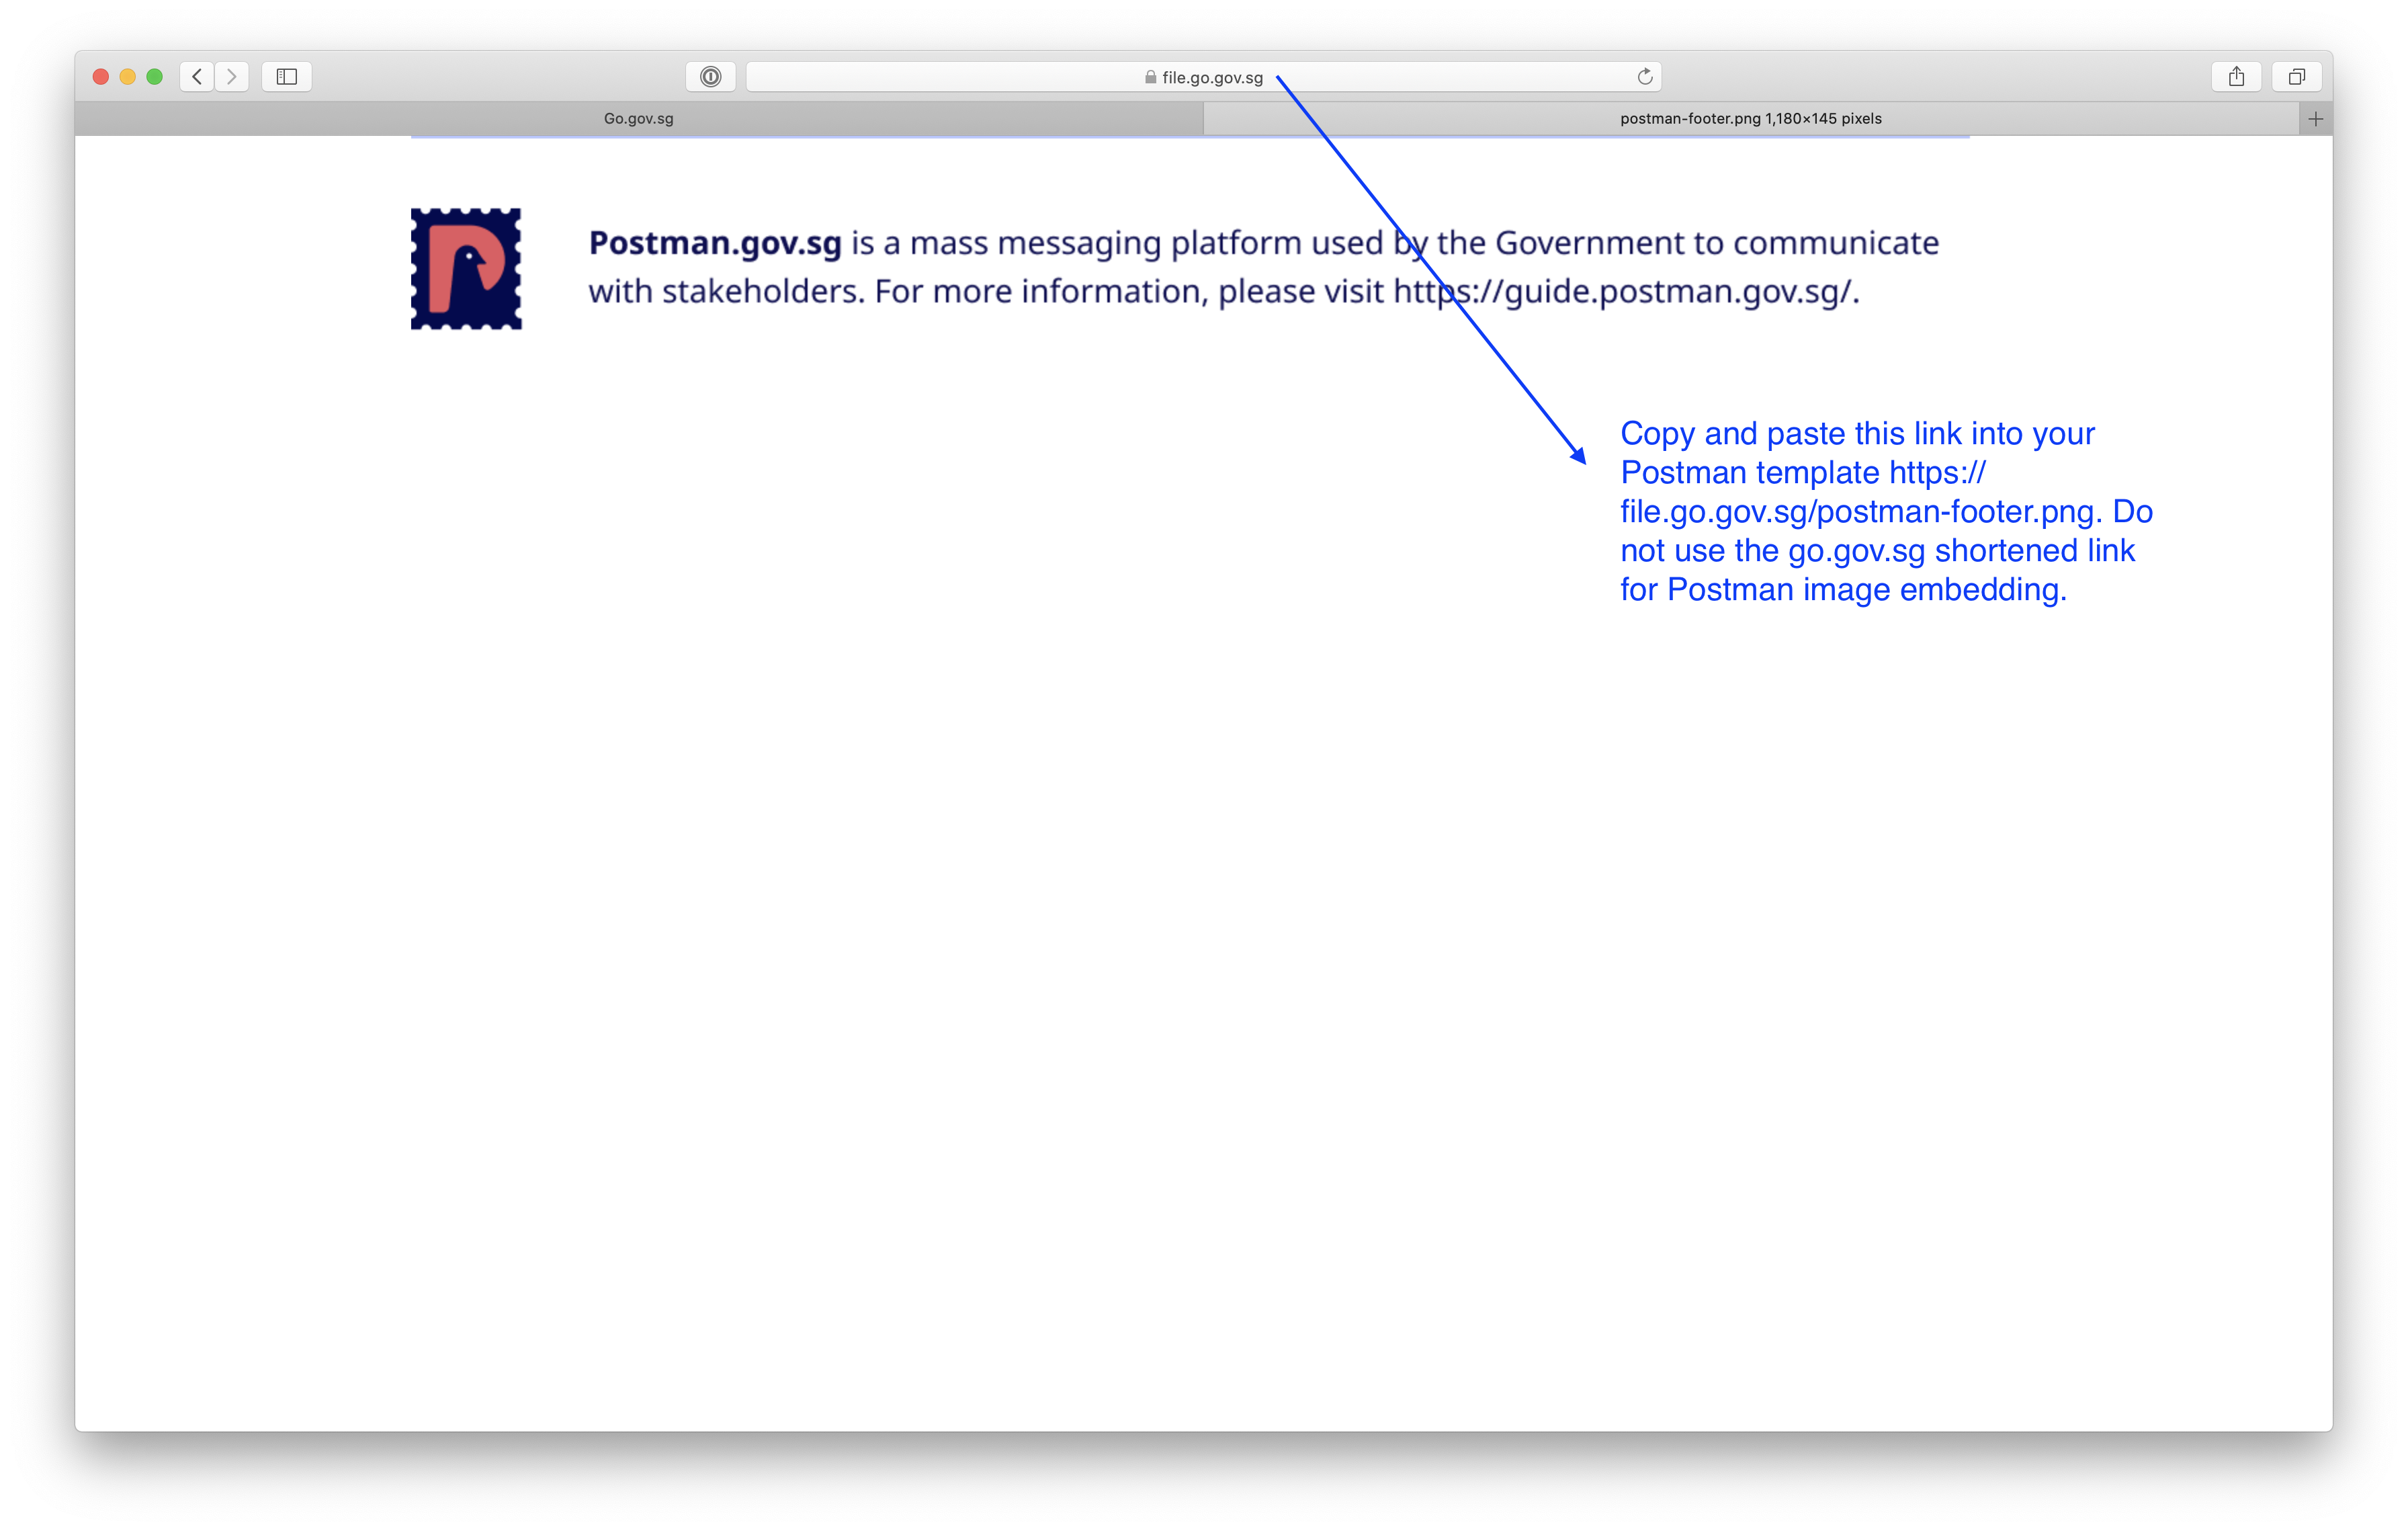 file.go.gov.sg
Go.gov.sg
postman-footer.png 1,180×145 pixels
Postman.gov.sg is a mass messaging platform used by the Government to communicate
with stakeholders. For more information, please visit https://guide.postman.gov.sg/.
Copy and paste this link into your
Postman template https://
file.go.gov.sg/postman-footer.png. Do
not use the go.gov.sg shortened link
for Postman image embedding.